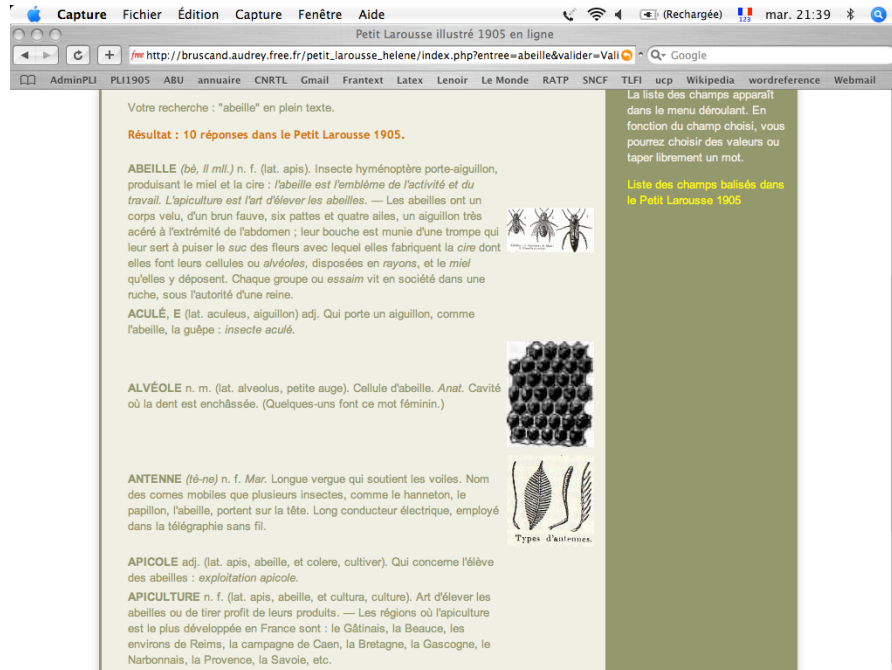 Capture Fichier Édition Capture Fenêtre Aide (Rechargée) 123 mar. 21:39
Petit Larousse illustré 1905 en ligne
free http://bruscand.audrey.free.fr/petit_larousse_helene/index.php?entree=abeille&valider=Vali Google
AdminPLI PLI1905 ABU annuaire CNRTL Gmail Frantext Latex Lenoir Le Monde RATP SNCF TLFI ucp Wikipedia wordreference Webmail
Votre recherche : "abeille" en plein texte.
Résultat : 10 réponses dans le Petit Larousse 1905.
ABEILLE (bè, ll mll.) n. f. (lat. apis). Insecte hyménoptère porte-aiguillon,
produisant le miel et la cire : l'abeille est l'emblème de l'activité et du
travail. L'apiculture est l'art d'élever les abeilles. — Les abeilles ont un
corps velu, d'un brun fauve, six pattes et quatre ailes, un aiguillon très
acéré à l'extrémité de l'abdomen ; leur bouche est munie d'une trompe qui
leur sert à puiser le suc des fleurs avec lequel elles fabriquent la cire dont
elles font leurs cellules ou alvéoles, disposées en rayons, et le miel
qu'elles y déposent. Chaque groupe ou essaim vit en société dans une
ruche, sous l'autorité d'une reine.
ACULÉ, E (lat. aculeus, aiguillon) adj. Qui porte un aiguillon, comme
l'abeille, la guêpe : insecte aculé.
ALVÉOLE n. m. (lat. alveolus, petite auge). Cellule d'abeille. Anat. Cavité
où la dent est enchâssée. (Quelques-uns font ce mot féminin.)
ANTENNE (tè-ne) n. f. Mar. Longue vergue qui soutient les voiles. Nom
des cornes mobiles que plusieurs insectes, comme le hanneton, le
papillon, l'abeille, portent sur la tête. Long conducteur électrique, employé
dans la télégraphie sans fil.
Types d'antennes.
APICOLE adj. (lat. apis, abeille, et colere, cultiver). Qui concerne l'élève
des abeilles : exploitation apicole.
APICULTURE n. f. (lat. apis, abeille, et cultura, culture). Art d'élever les
abeilles ou de tirer profit de leurs produits. — Les régions où l'apiculture
est le plus développée en France sont : le Gâtinais, la Beauce, les
environs de Reims, la campagne de Caen, la Bretagne, la Gascogne, le
Narbonnais, la Provence, la Savoie, etc.
La liste des champs apparaît
dans le menu déroulant. En
fonction du champ choisi, vous
pourrez choisir des valeurs ou
taper librement un mot.
Liste des champs balisés dans
le Petit Larousse 1905